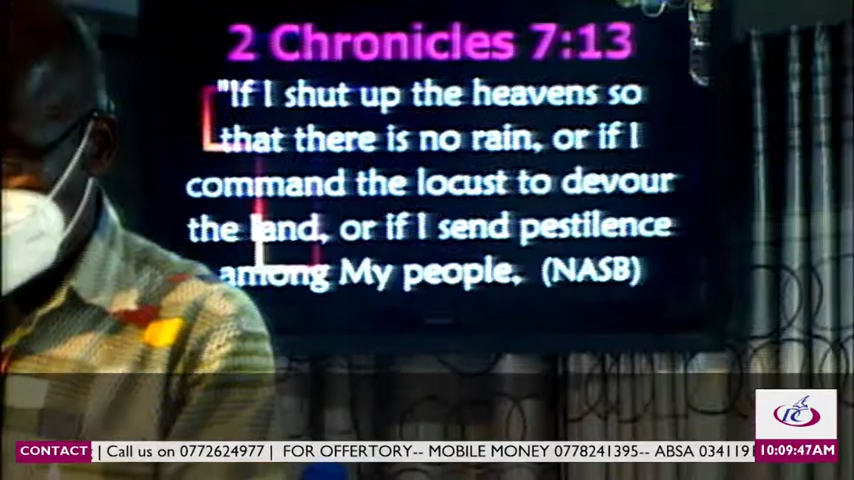 2 Chronicles 7:13
"If I shut up the heavens so
that there is no rain, or if I
command the locust to devour
the land, or if I send pestilence
among My people, (NASB)
CONTACT | Call us on 0772624977 | FOR OFFERTORY-- MOBILE MONEY 0778241395-- ABSA 034119 10:09:47AM